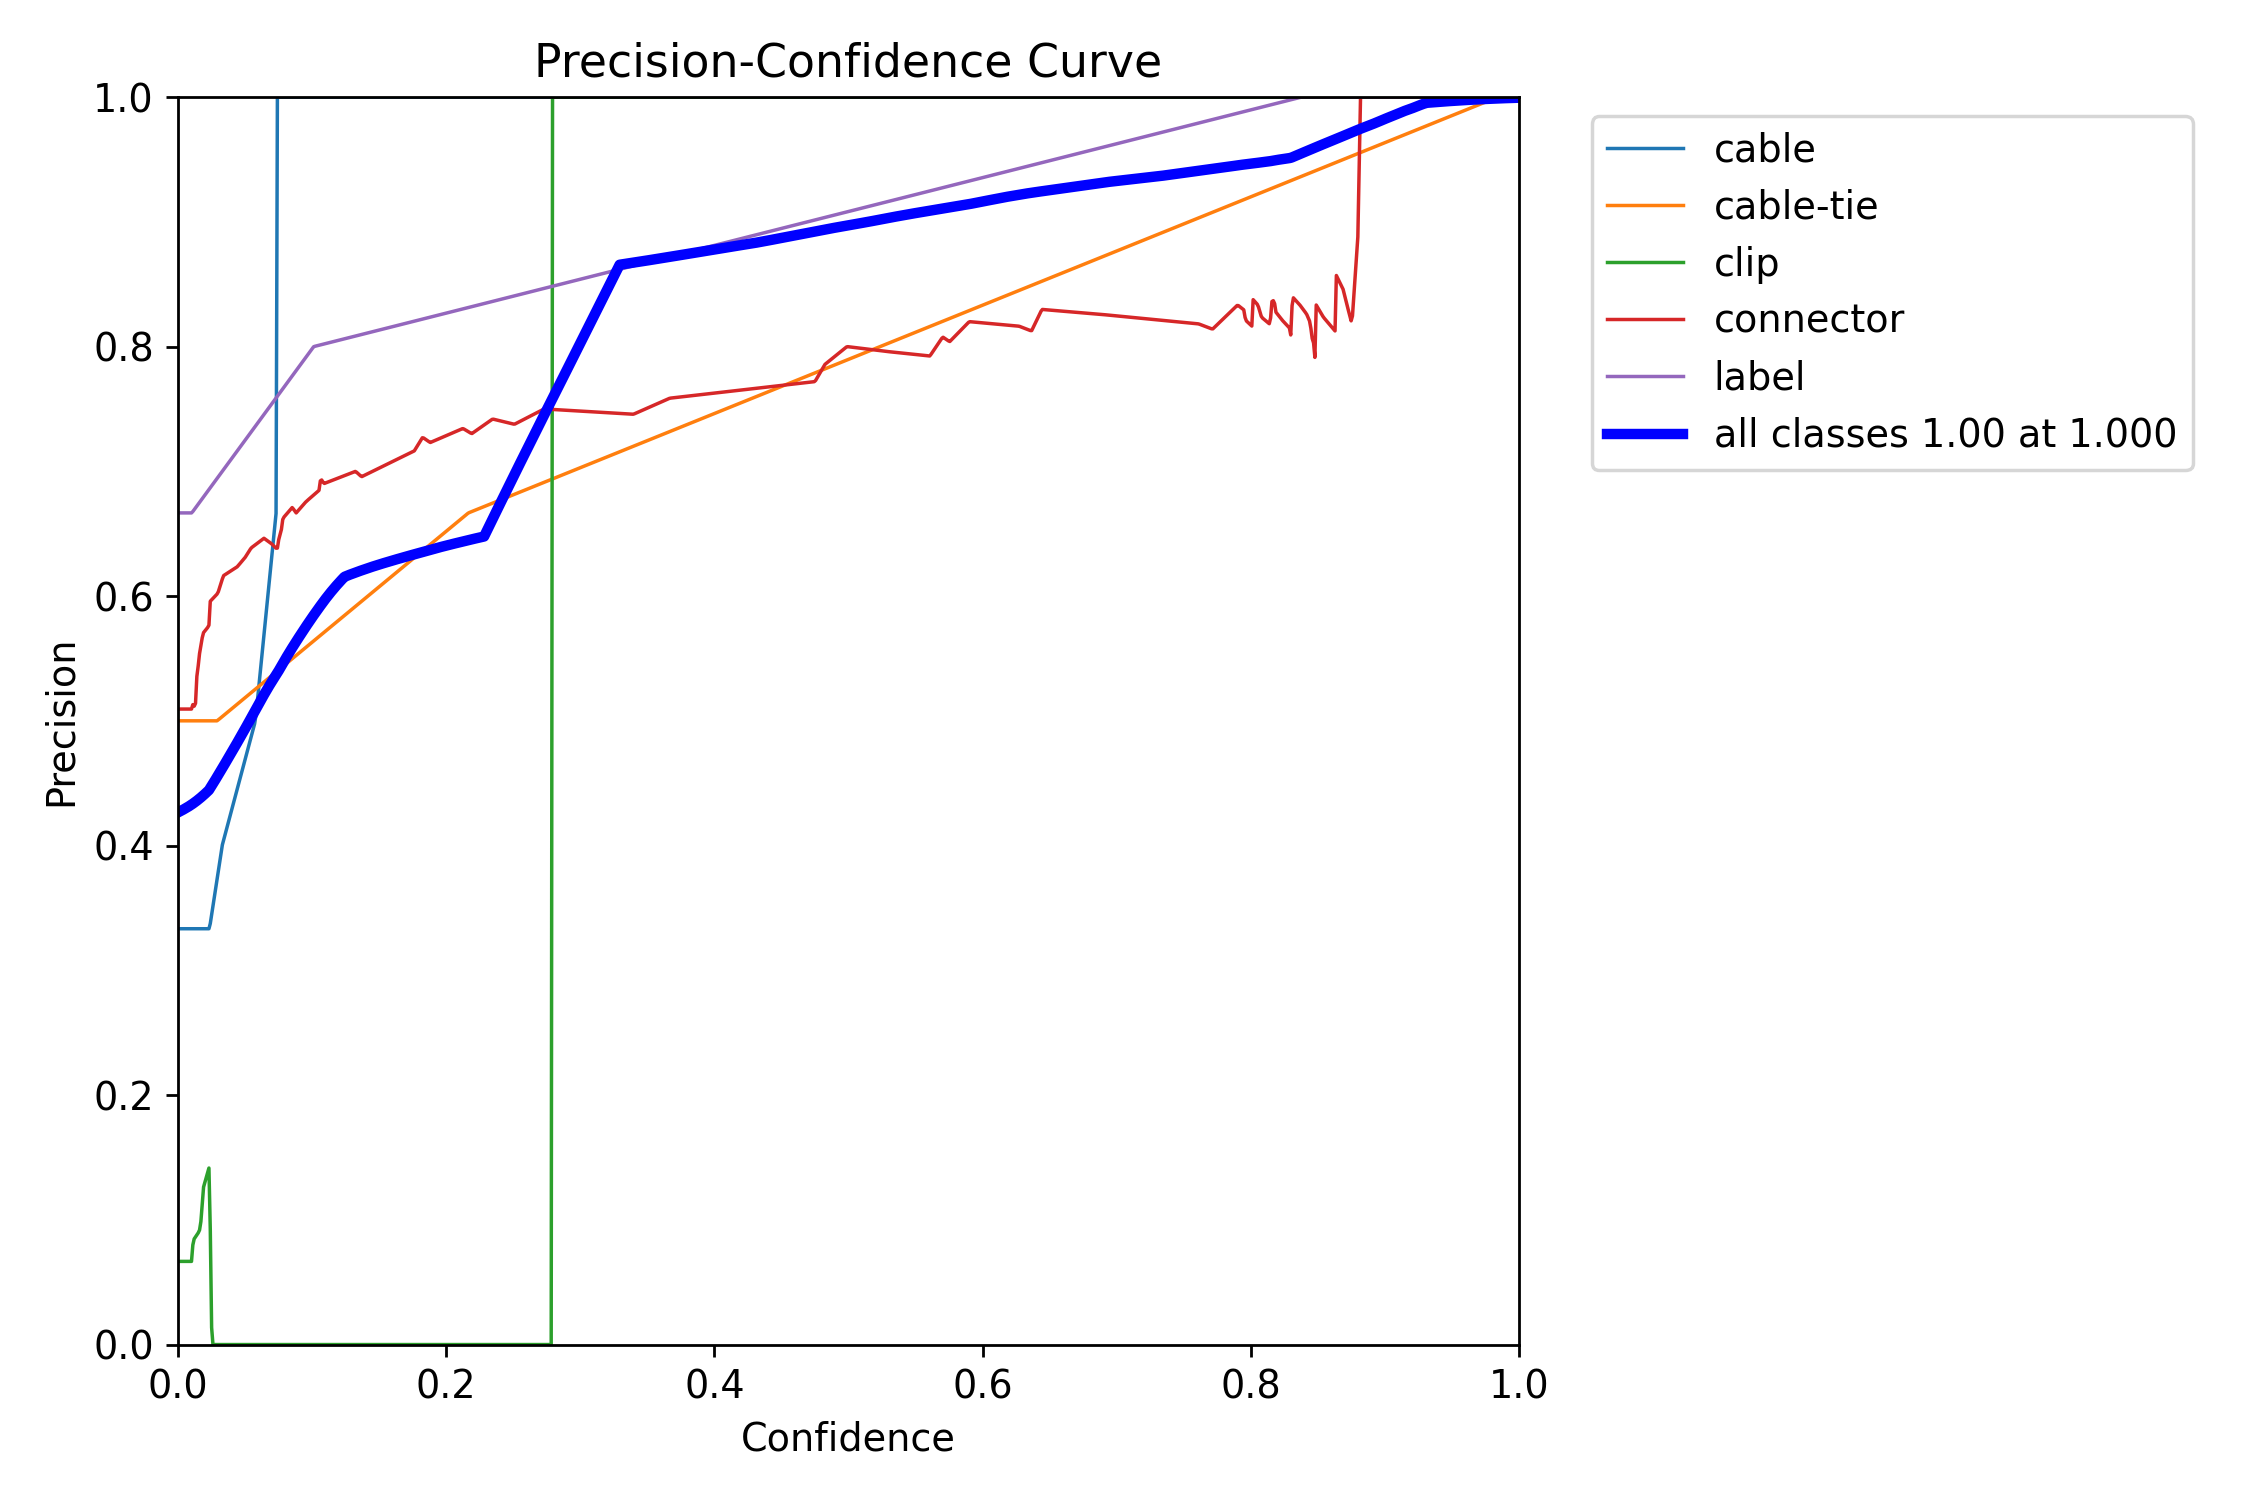 Precision-Confidence Curve
1.0
0.8
0.6
0.4
0.2
0.0
Precision
0.0 0.2 0.4 0.6 0.8 1.0
Confidence
cable
cable-tie
clip
connector
label
all classes 1.00 at 1.000